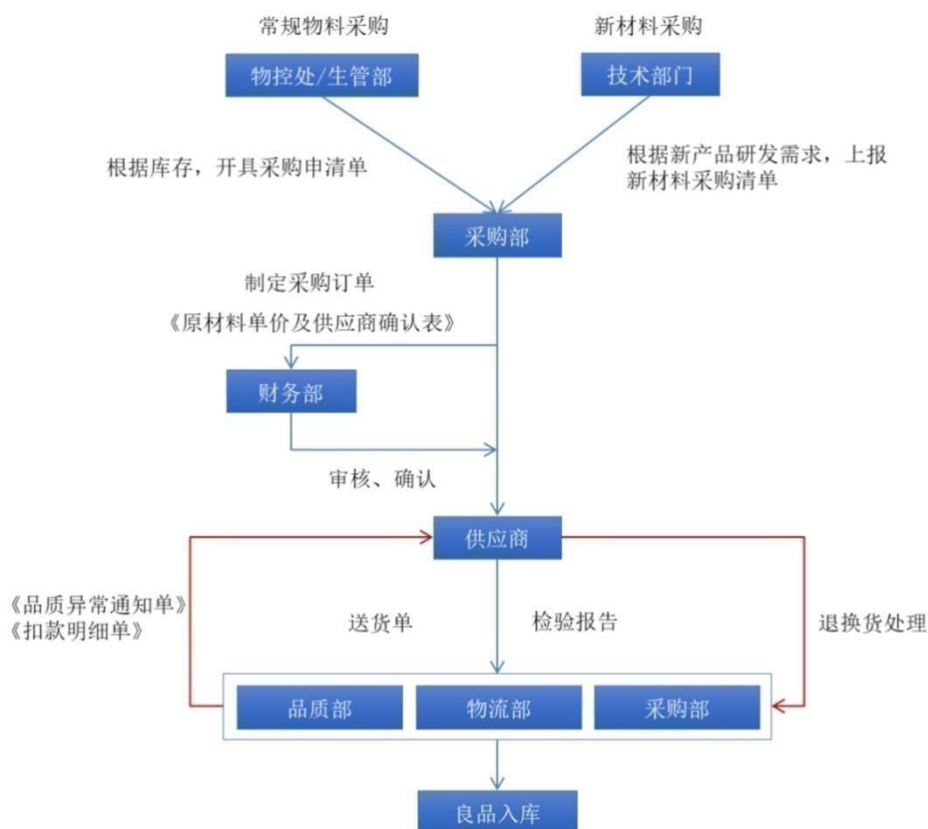 常规物料采购
新材料采购
物控处/生管部
技术部门
根据库存，开具采购申清单
根据新产品研发需求，上报
新材料采购清单
采购部
制定采购订单
《原材料单价及供应商确认表》
财务部
审核、确认
供应商
《品质异常通知单》
《扣款明细单》
送货单
检验报告
退换货处理
品质部
物流部
采购部
良品入库